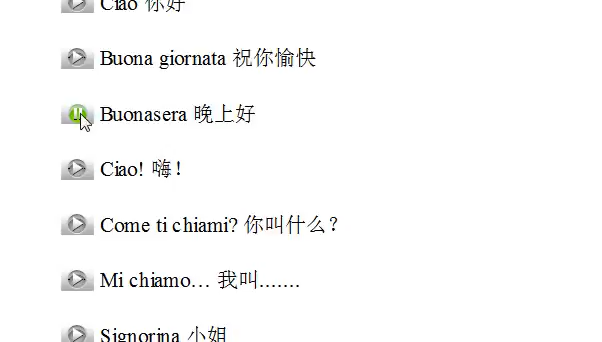 Ciao 你好
Buona giornata 祝你愉快
Buonasera 晚上好
Ciao! 嗨!
Come ti chiami? 你叫什么?
Mi chiamo… 我叫.......
Signorina 小姐